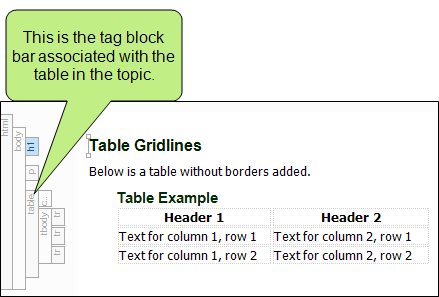 This is the tag block
bar associated with the
table in the topic.
html
body
h1
p
table
c...
tbody
tr
tr
tr
Table Gridlines
Below is a table without borders added.
Table Example
Header 1 Header 2
Text for column 1, row 1 Text for column 2, row 1
Text for column 1, row 2 Text for column 2, row 2